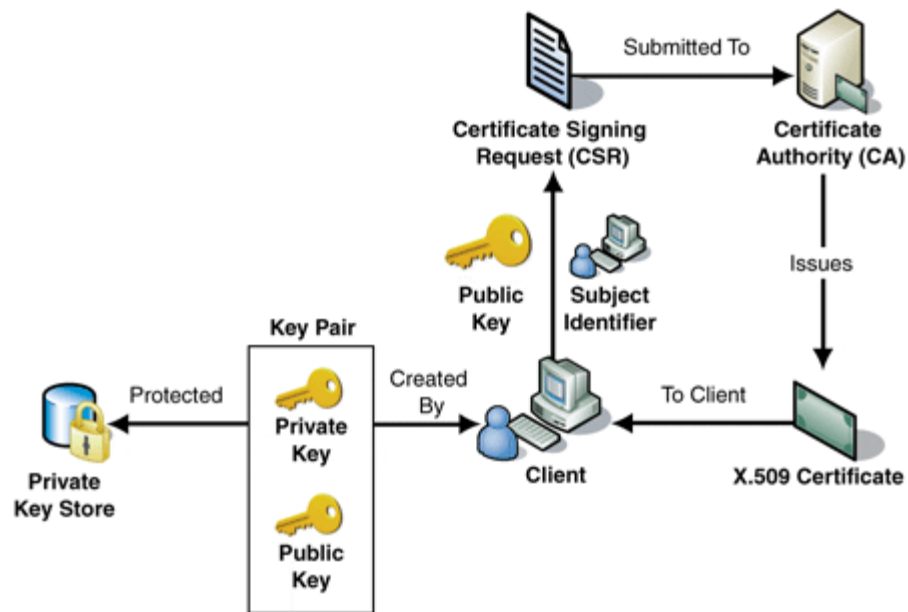 Submitted To
Certificate Signing
Request (CSR)
Certificate
Authority (CA)
Issues
Public
Key
Subject
Identifier
Key Pair
Protected
Created
By
To Client
Private
Key
Private
Key Store
Client
X.509 Certificate
Public
Key